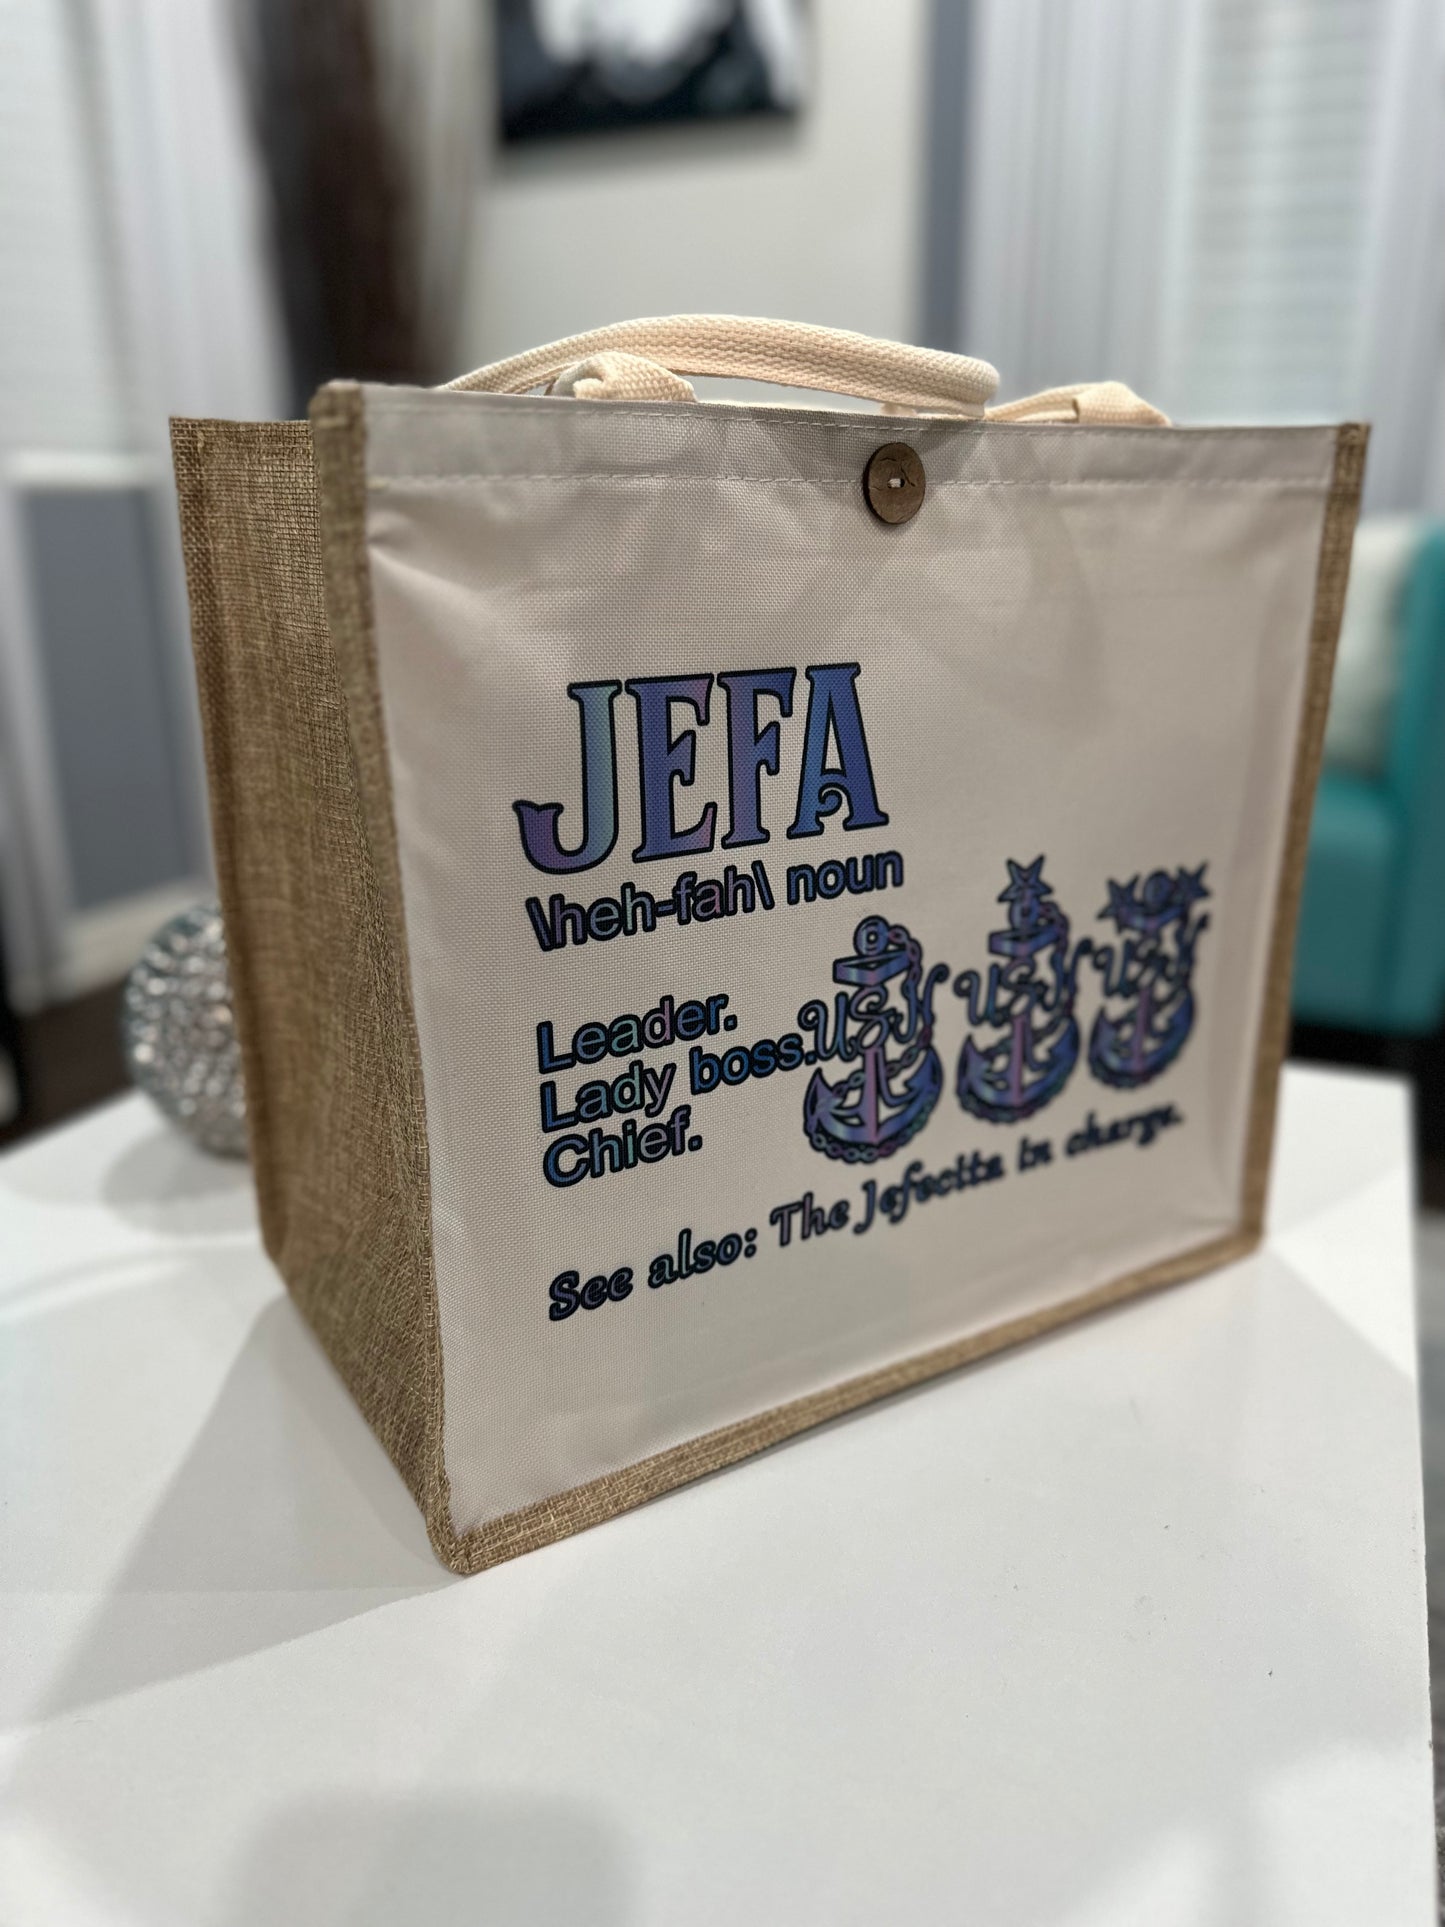 JEFA
\heh-fah\ noun
Leader.
Lady boss.
Chief.
USN USN USN
See also: The Jefecita in charge.